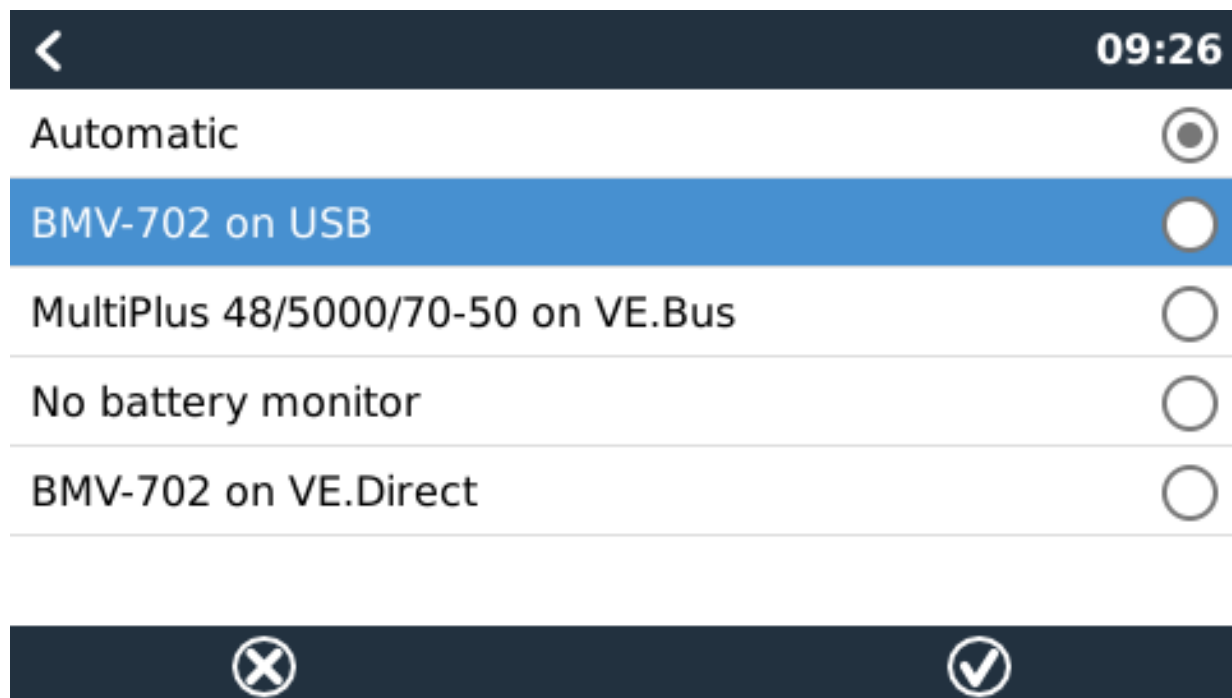 09:26
Automatic
BMV-702 on USB
MultiPlus 48/5000/70-50 on VE.Bus
No battery monitor
BMV-702 on VE.Direct